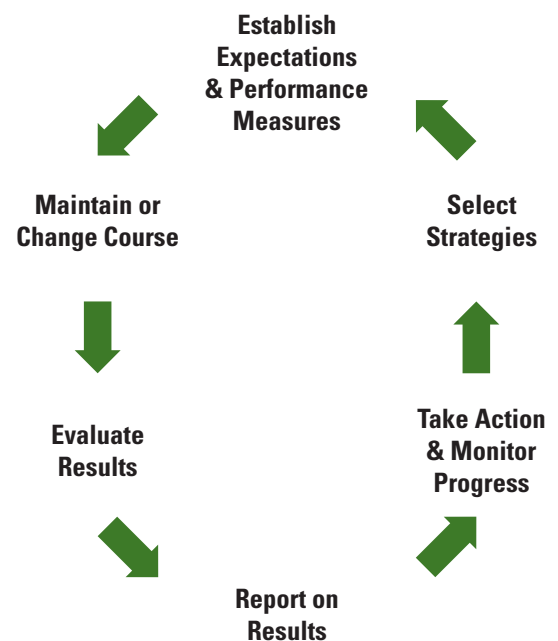 Establish
Expectations
& Performance
Measures
Maintain or
Change Course
Select
Strategies
Evaluate
Results
Take Action
& Monitor
Progress
Report on
Results